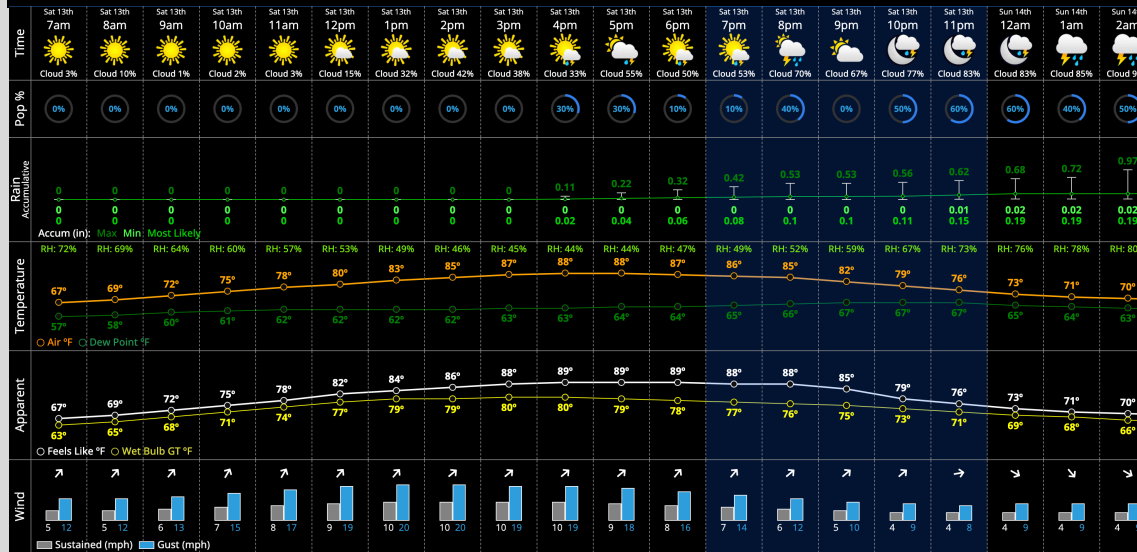 Sat 13th Sat 13th Sat 13th Sat 13th Sat 13th Sat 13th Sat 13th Sat 13th Sat 13th Sat 13th Sat 13th Sat 13th Sat 13th Sat 13th Sat 13th Sat 13th Sat 13th Sun 14th Sun 14th Sun 14th
Time 7am 8am 9am 10am 11am 12pm 1pm 2pm 3pm 4pm 5pm 6pm 7pm 8pm 9pm 10pm 11pm 12am 1am 2am
Cloud 3% Cloud 10% Cloud 1% Cloud 2% Cloud 3% Cloud 15% Cloud 32% Cloud 42% Cloud 38% Cloud 33% Cloud 55% Cloud 50% Cloud 53% Cloud 70% Cloud 67% Cloud 77% Cloud 83% Cloud 83% Cloud 85% Cloud 9
Pop % 0% 0% 0% 0% 0% 0% 0% 0% 0% 30% 30% 10% 10% 40% 0% 50% 60% 60% 40% 50%
Rain
Accumulative
0 0 0 0 0 0 0 0 0 0.11 0.22 0.32 0.42 0.53 0.53 0.56 0.62 0.68 0.72 0.97
0 0 0 0 0 0 0 0 0 0 0 0 0 0 0 0 0.01 0.02 0.02 0.02
0 0 0 0 0 0 0 0 0 0.02 0.04 0.06 0.08 0.1 0.1 0.11 0.15 0.19 0.19 0.19
Accum (in): Max Min Most Likely
RH: 72% RH: 69% RH: 64% RH: 60% RH: 57% RH: 53% RH: 49% RH: 46% RH: 45% RH: 44% RH: 44% RH: 47% RH: 49% RH: 52% RH: 59% RH: 67% RH: 73% RH: 76% RH: 78% RH: 80
Temperature
67° 69° 72° 75° 78° 80° 83° 85° 87° 88° 88° 87° 86° 85° 82° 79° 76° 73° 71° 70°
57° 58° 60° 61° 62° 62° 62° 62° 63° 63° 64° 64° 65° 66° 67° 67° 67° 65° 64° 63°
Air °F Dew Point °F
Apparent
67° 69° 72° 75° 78° 82° 84° 86° 88° 89° 89° 89° 88° 88° 85° 79° 76° 73° 71° 70°
63° 65° 68° 71° 74° 77° 79° 79° 80° 80° 79° 78° 77° 76° 75° 73° 71° 69° 68° 66°
Feels Like °F Wet Bulb GT °F
Wind
5 12 5 12 6 13 7 15 8 17 9 19 10 20 10 20 10 19 10 19 9 18 8 16 7 14 6 12 5 10 4 9 4 8 4 9 4 9 4 9
Sustained (mph) Gust (mph)